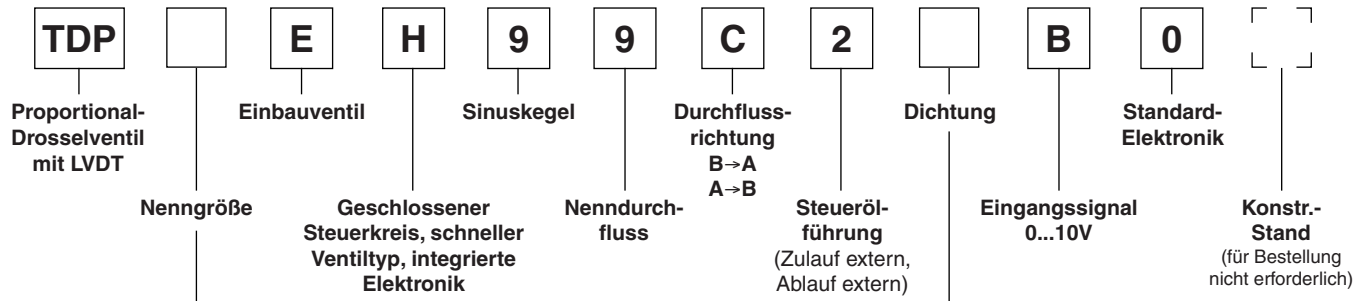 TDP E H 9 9 C 2 B 0
Proportional-
Drosselventil
mit LVDT
Einbauventil
Sinuskegel
Durchfluss-
richtung
B→A
A→B
Dichtung
Standard-
Elektronik
Nenngröße
Geschlossener
Steuerkreis, schneller
Ventiltyp, integrierte
Elektronik
Nenndurch-
fluss
Steueröl-
führung
(Zulauf extern,
Ablauf extern)
Eingangssignal
0...10V
Konstr.-
Stand
(für Bestellung
nicht erforderlich)